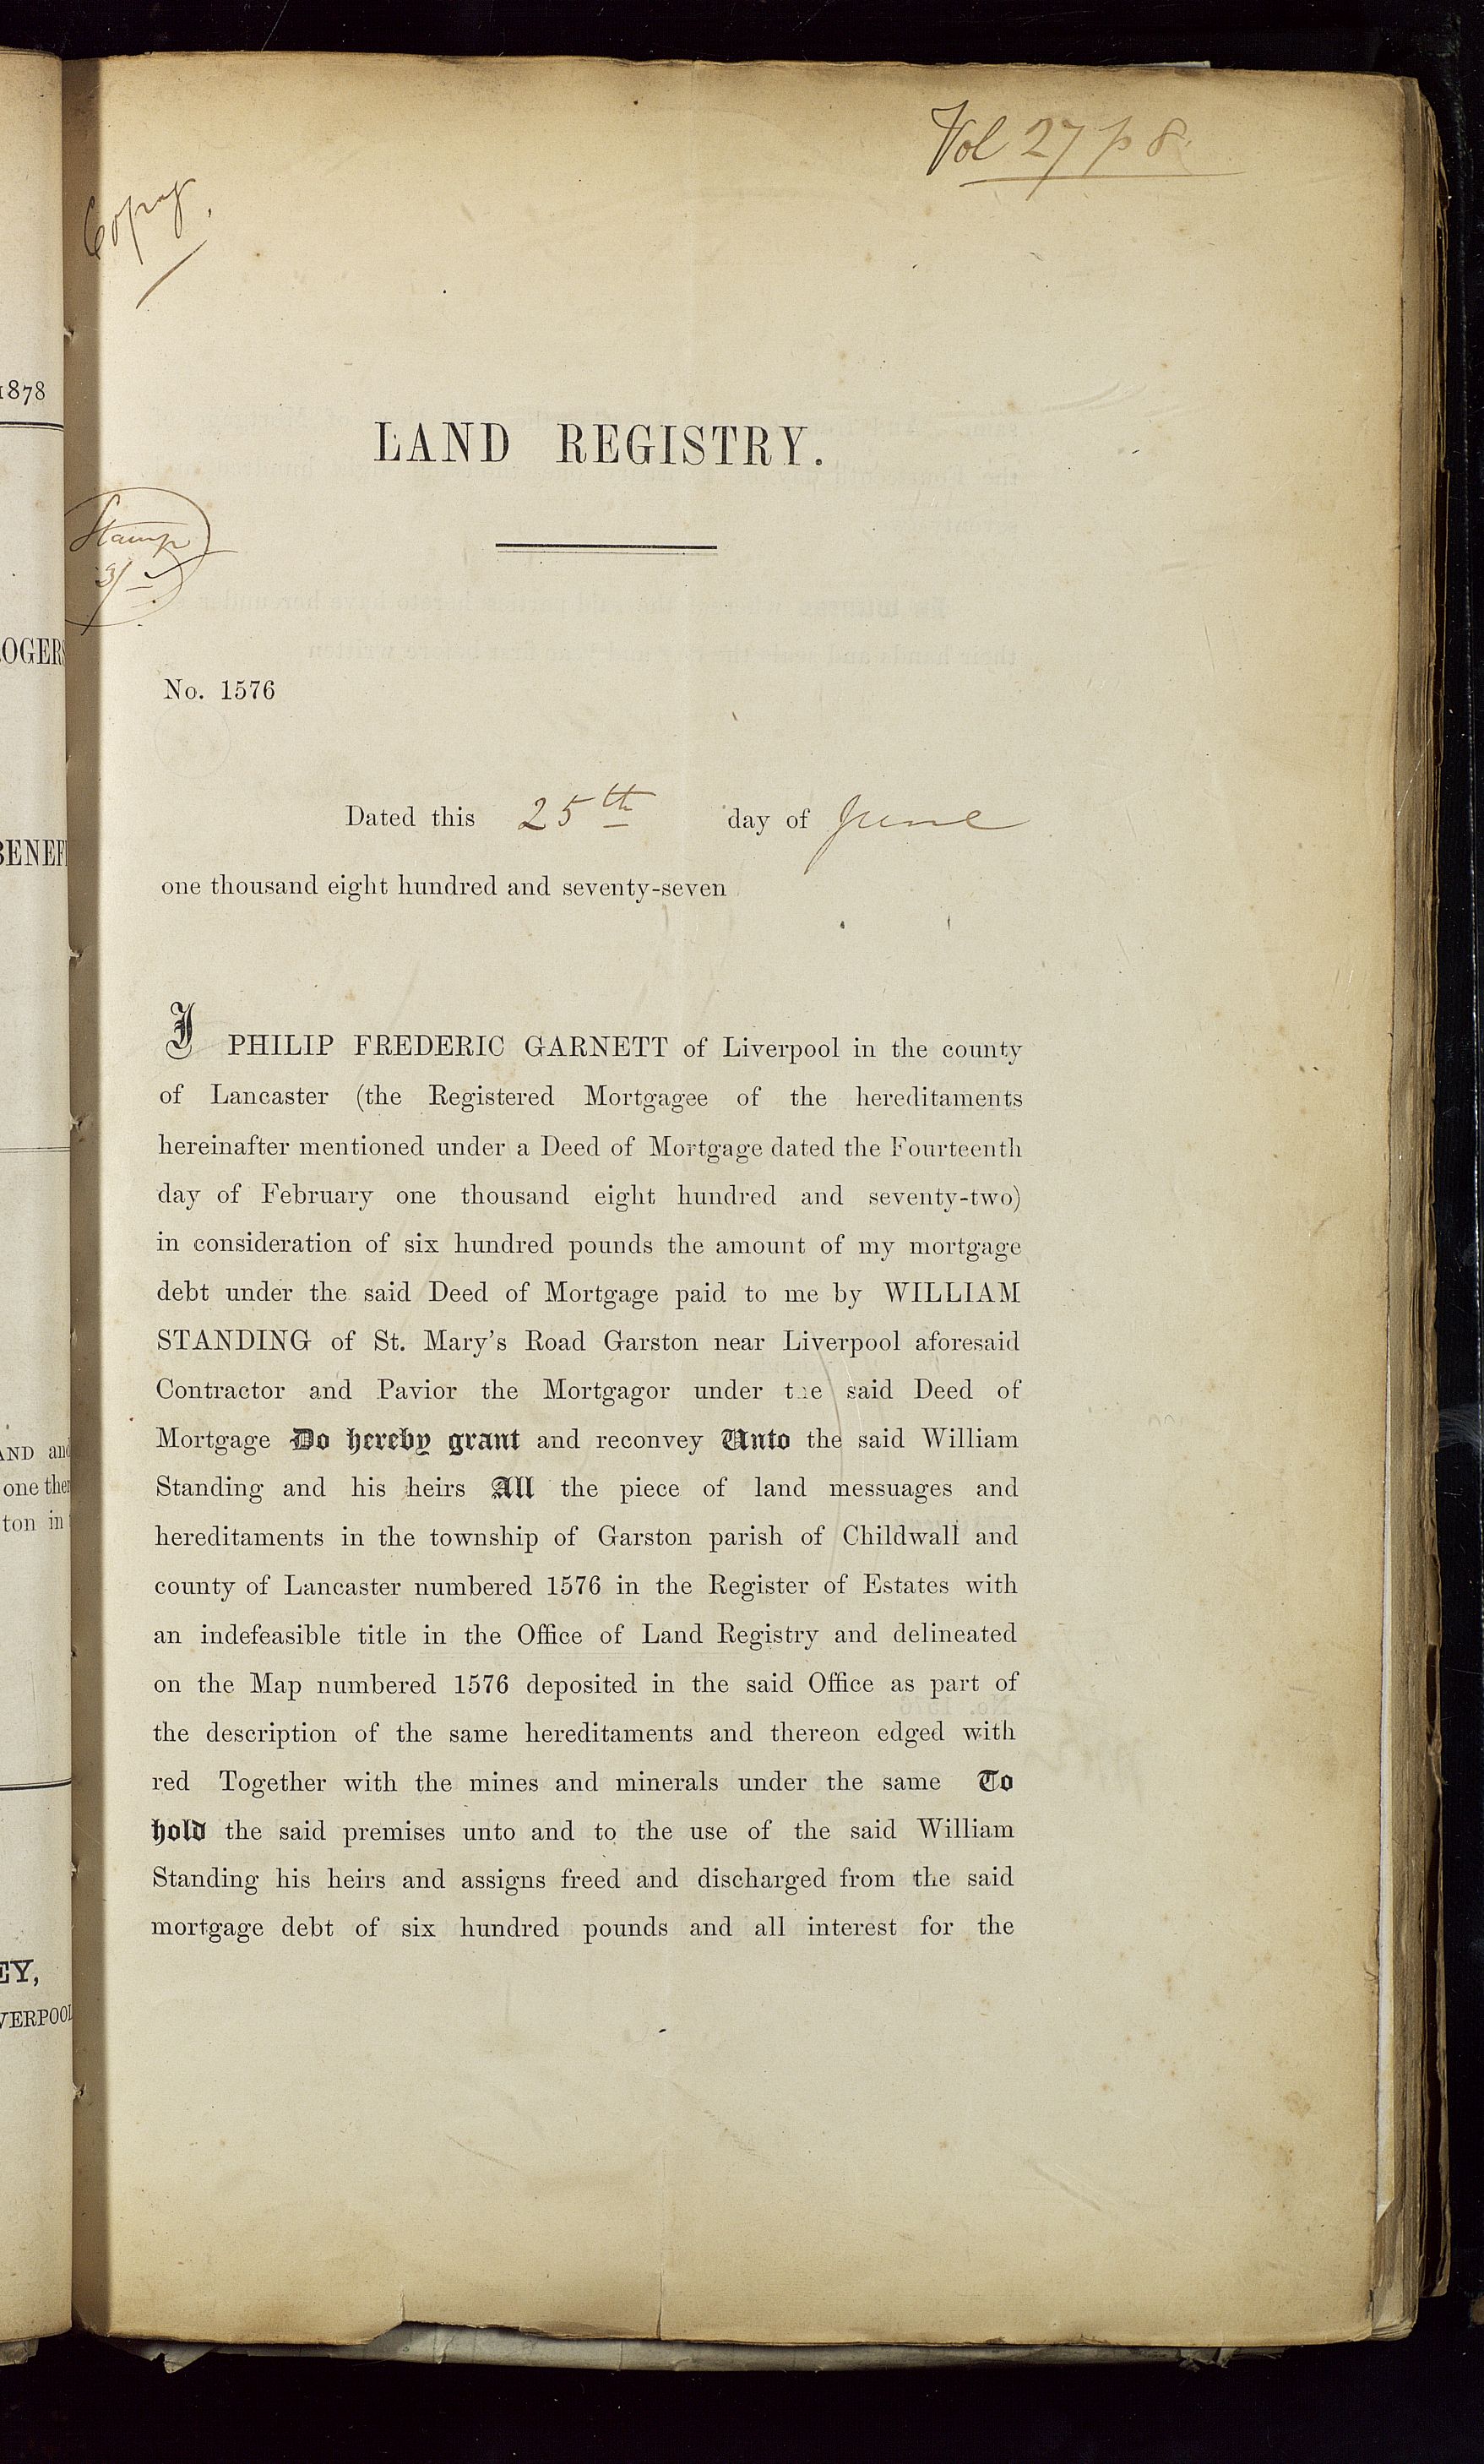 Vol 27 p 8
Copy.
1878
LAND REGISTRY.
Stamp
3/-
OGERS
No. 1576
BENEFI
Dated this 25th day of June
one thousand eight hundred and seventy-seven
I PHILIP FREDERIC GARNETT of Liverpool in the county
of Lancaster (the Registered Mortgagee of the hereditaments
hereinafter mentioned under a Deed of Mortgage dated the Fourteenth
day of February one thousand eight hundred and seventy-two)
in consideration of six hundred pounds the amount of my mortgage
debt under the said Deed of Mortgage paid to me by WILLIAM
STANDING of St. Mary's Road Garston near Liverpool aforesaid
Contractor and Pavior the Mortgagor under the said Deed of
Mortgage Do hereby grant and reconvey Unto the said William
Standing and his heirs All the piece of land messuages and
hereditaments in the township of Garston parish of Childwall and
county of Lancaster numbered 1576 in the Register of Estates with
an indefeasible title in the Office of Land Registry and delineated
on the Map numbered 1576 deposited in the said Office as part of
the description of the same hereditaments and thereon edged with
red Together with the mines and minerals under the same To
hold the said premises unto and to the use of the said William
Standing his heirs and assigns freed and discharged from the said
mortgage debt of six hundred pounds and all interest for the
AND and
one ther
ton in
EY,
VERPOOL